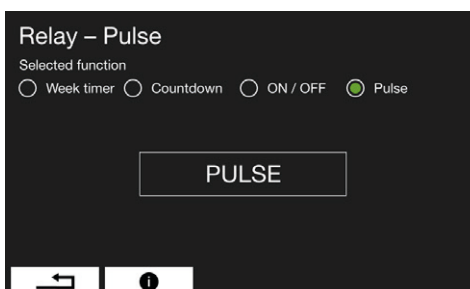 Relay – Pulse
Selected function
Week timer Countdown ON / OFF Pulse
PULSE